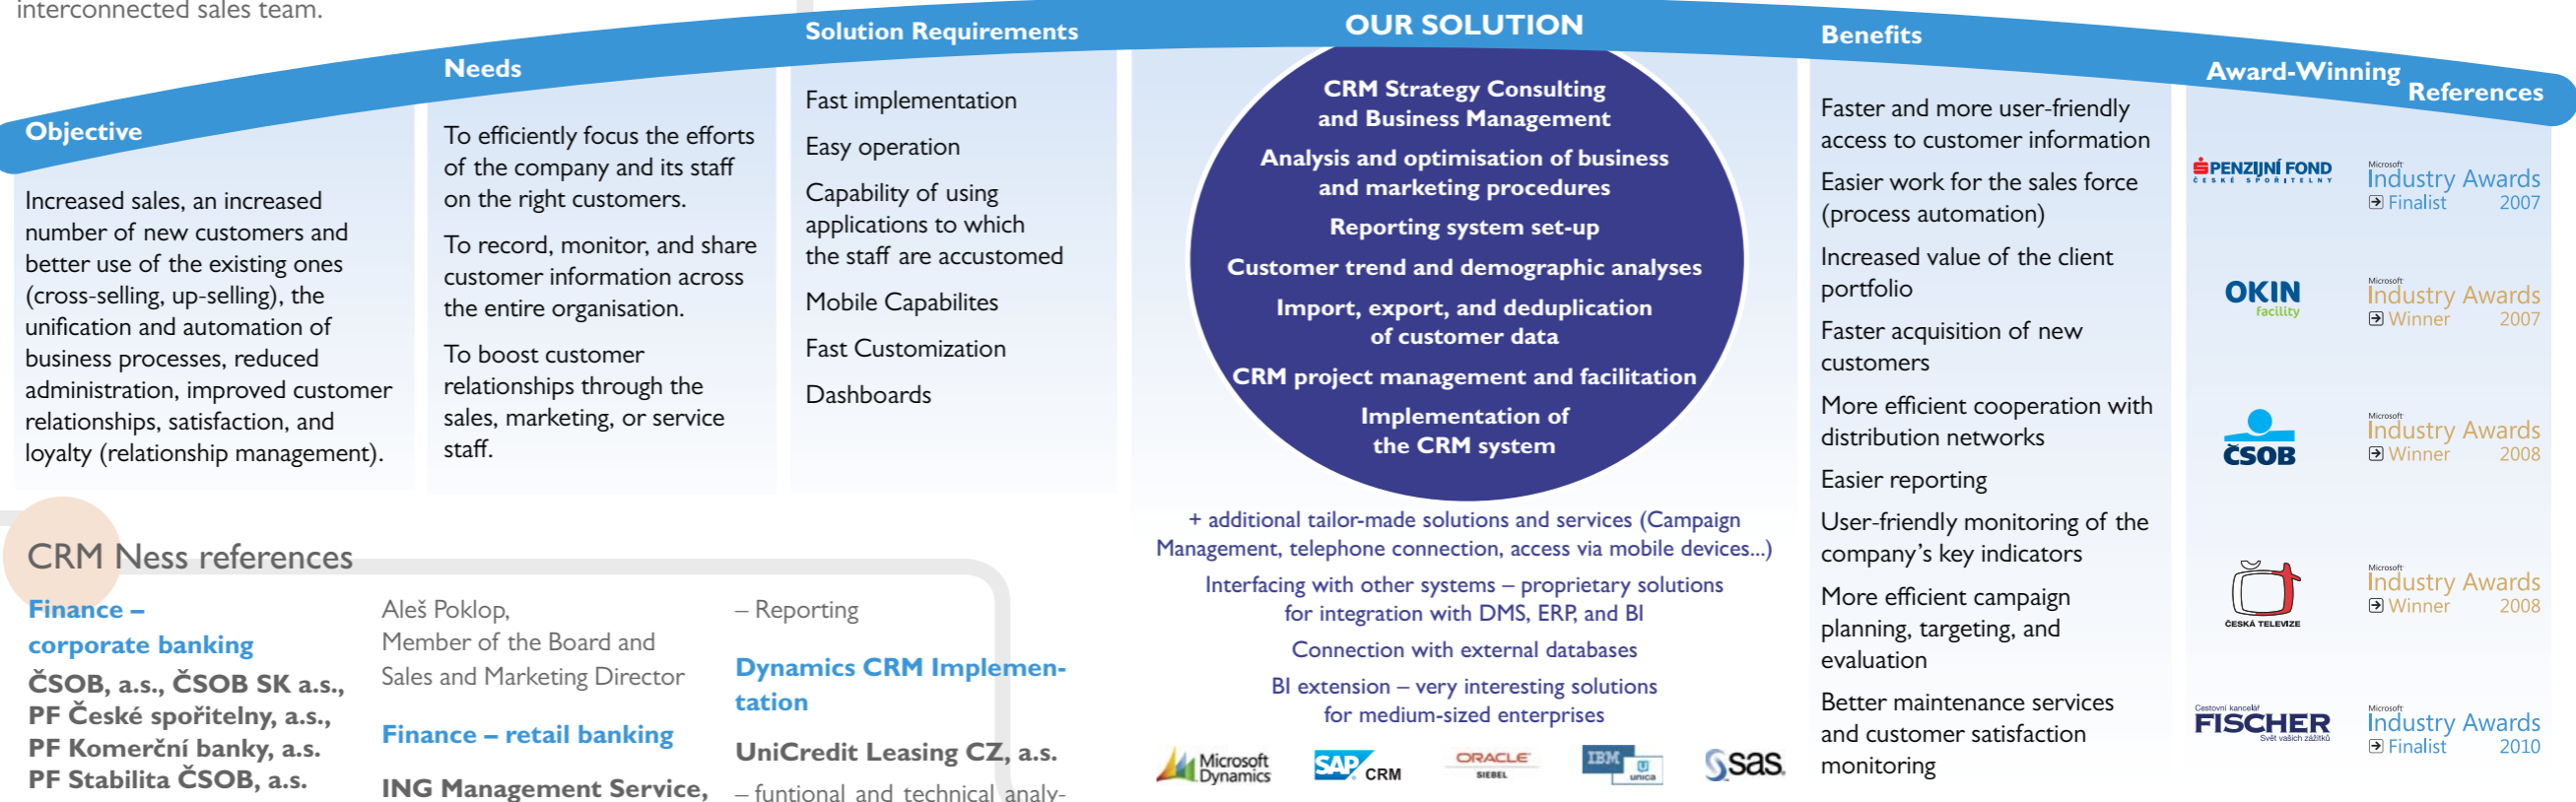 interconnected sales team.
Objective
Increased sales, an increased
number of new customers and
better use of the existing ones
(cross-selling, up-selling), the
unification and automation of
business processes, reduced
administration, improved customer
relationships, satisfaction, and
loyalty (relationship management).
Needs
To efficiently focus the efforts
of the company and its staff
on the right customers.
To record, monitor, and share
customer information across
the entire organisation.
To boost customer
relationships through the
sales, marketing, or service
staff.
Solution Requirements
Fast implementation
Easy operation
Capability of using
applications to which
the staff are accustomed
Mobile Capabilites
Fast Customization
Dashboards
OUR SOLUTION
CRM Strategy Consulting
and Business Management
Analysis and optimisation of business
and marketing procedures
Reporting system set-up
Customer trend and demographic analyses
Import, export, and deduplication
of customer data
CRM project management and facilitation
Implementation of
the CRM system
+ additional tailor-made solutions and services (Campaign
Management, telephone connection, access via mobile devices...)
Interfacing with other systems – proprietary solutions
for integration with DMS, ERP, and BI
Connection with external databases
BI extension – very interesting solutions
for medium-sized enterprises
Microsoft
Dynamics
SAP CRM
ORACLE
SIEBEL
IBM
unica
sas
Benefits
Faster and more user-friendly
access to customer information
Easier work for the sales force
(process automation)
Increased value of the client
portfolio
Faster acquisition of new
customers
More efficient cooperation with
distribution networks
Easier reporting
User-friendly monitoring of the
company's key indicators
More efficient campaign
planning, targeting, and
evaluation
Better maintenance services
and customer satisfaction
monitoring
Award-Winning References
PENZIJNÍ FOND
ČESKÉ SPOŘITELNY
Microsoft
Industry Awards
Finalist 2007
OKIN
facility
Microsoft
Industry Awards
Winner 2007
ČSOB
Microsoft
Industry Awards
Winner 2008
ČESKÁ TELEVIZE
Microsoft
Industry Awards
Winner 2008
Cestovní kancelář
FISCHER
Svět vašich zážitků
Microsoft
Industry Awards
Finalist 2010
CRM Ness references
Finance –
corporate banking
ČSOB, a.s., ČSOB SK a.s.,
PF České spořitelny, a.s.,
PF Komerční banky, a.s.
PF Stabilita ČSOB, a.s.
Aleš Poklop,
Member of the Board and
Sales and Marketing Director
Finance – retail banking
ING Management Service,
– Reporting
Dynamics CRM Implemen-
tation
UniCredit Leasing CZ, a.s.
– funtional and technical analy-